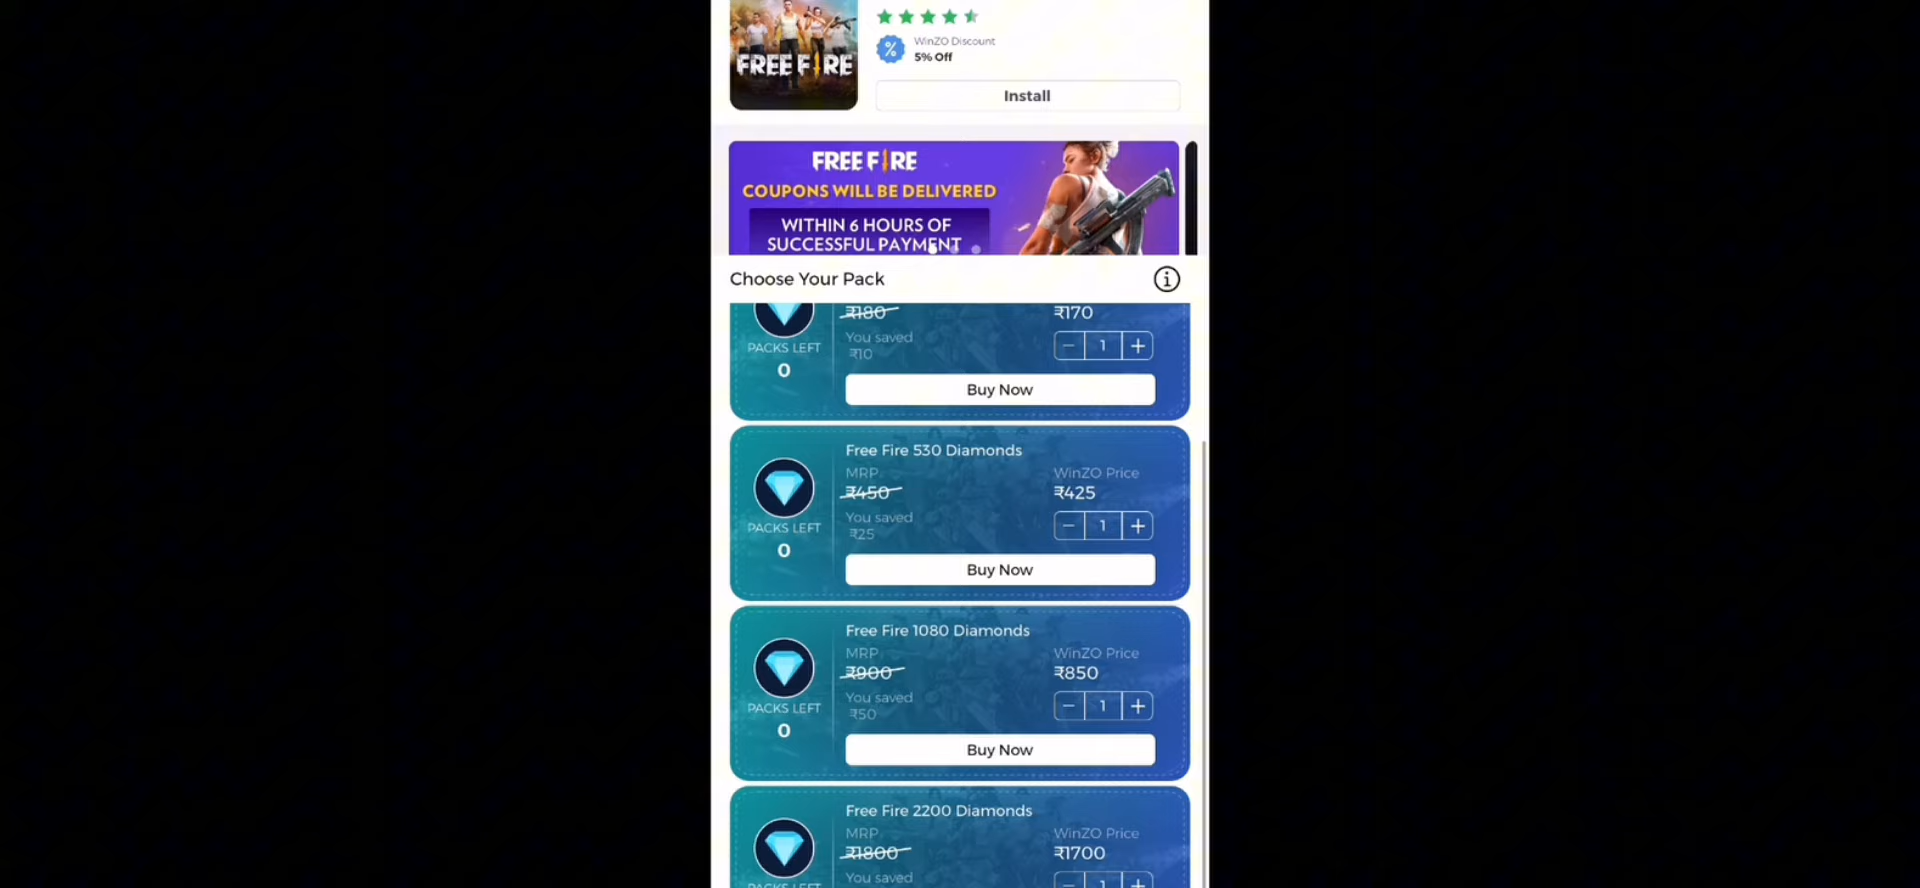 FREE FIRE
WinZO Discount
5% Off
Install
FREE FIRE
COUPONS WILL BE DELIVERED
WITHIN 6 HOURS OF
SUCCESSFUL PAYMENT
Choose Your Pack
₹180
₹170
PACKS LEFT
0
You saved
₹10
1
Buy Now
Free Fire 530 Diamonds
MRP
WinZO Price
₹450
₹425
PACKS LEFT
0
You saved
₹25
1
Buy Now
Free Fire 1080 Diamonds
MRP
WinZO Price
₹900
₹850
PACKS LEFT
0
You saved
₹50
1
Buy Now
Free Fire 2200 Diamonds
MRP
WinZO Price
₹1800
₹1700
PACKS LEFT
You saved
1